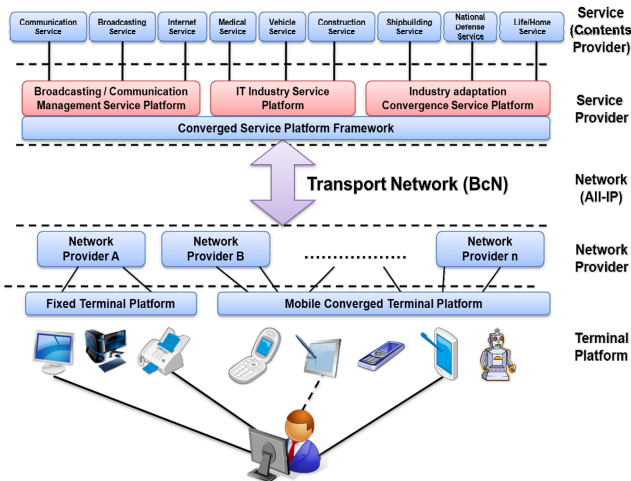 Communication
Service
Broadcasting
Service
Internet
Service
Medical
Service
Vehicle
Service
Construction
Service
Shipbuilding
Service
National
Defense
Service
Life/Home
Service
Service
(Contents
Provider)
Broadcasting / Communication
Management Service Platform
IT Industry Service
Platform
Industry adaptation
Convergence Service Platform
Service
Provider
Converged Service Platform Framework
Transport Network (BcN)
Network
(All-IP)
Network
Provider A
Network
Provider B
Network
Provider n
Network
Provider
Fixed Terminal Platform
Mobile Converged Terminal Platform
Terminal
Platform